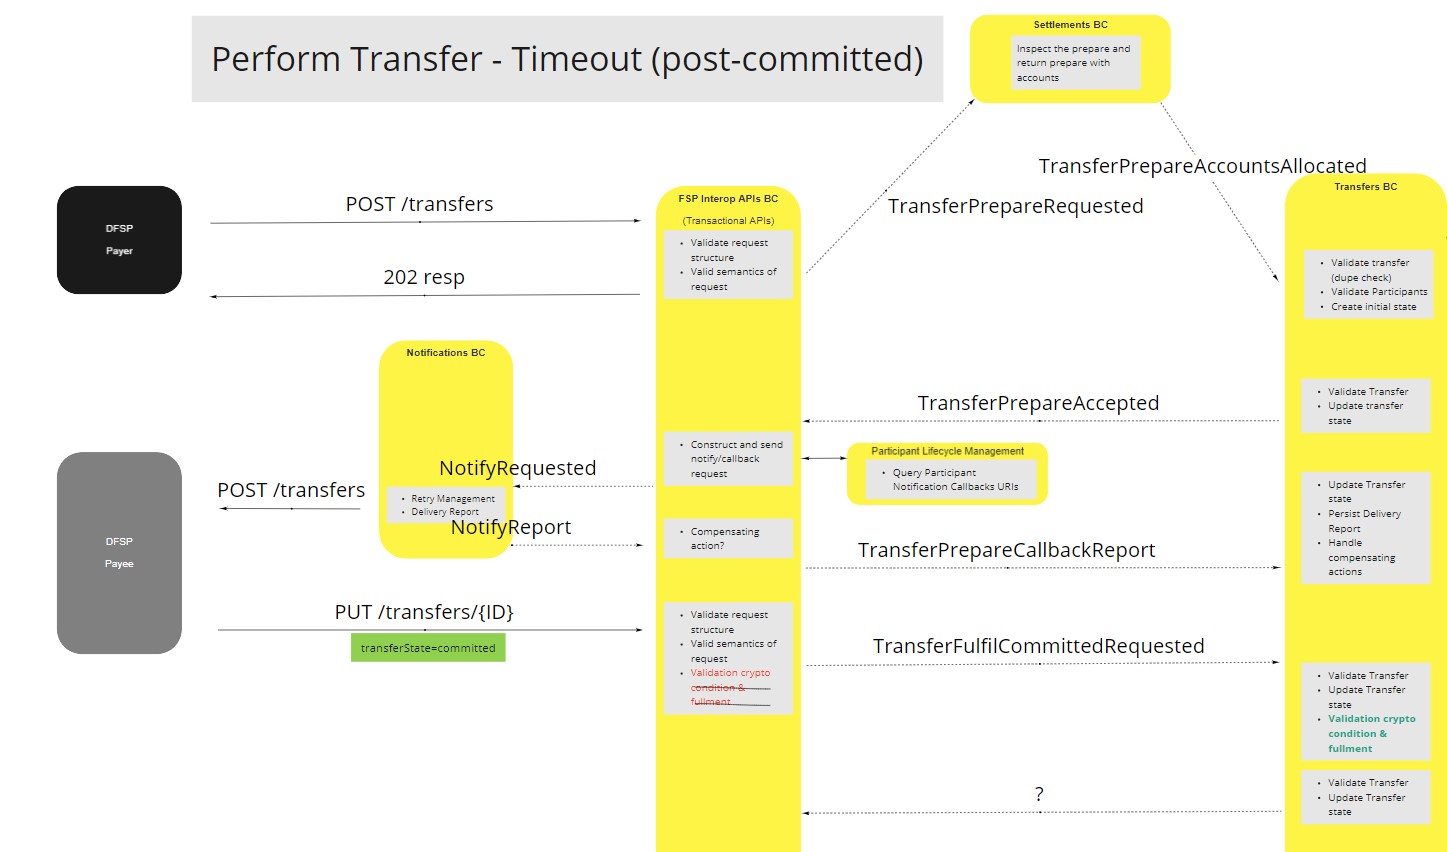 Perform Transfer - Timeout (post-committed)
Settlements BC
Inspect the prepare and
return prepare with
accounts
TransferPrepareAccountsAllocated
TransferPrepareRequested
DFSP
Payer
POST /transfers
202 resp
FSP Interop APIs BC
(Transactional APIs)
• Validate request
structure
• Valid semantics of
request
Transfers BC
• Validate transfer
(dupe check)
• Validate Participants
• Create initial state
Notifications BC
TransferPrepareAccepted
• Validate Transfer
• Update transfer
state
• Construct and send
notify/callback
request
Participant Lifecycle Management
• Query Participant
Notification Callbacks URIs
NotifyRequested
POST /transfers
• Retry Management
• Delivery Report
NotifyReport
• Compensating
action?
TransferPrepareCallbackReport
• Update Transfer
state
• Persist Delivery
Report
• Handle
compensating
actions
DFSP
Payee
PUT /transfers/{ID}
transferState=committed
• Validate request
structure
• Valid semantics of
request
• Validation crypto
condition &
fullment
TransferFulfilCommittedRequested
• Validate Transfer
• Update Transfer
state
• Validation crypto
condition &
fullment
?
• Validate Transfer
• Update Transfer
state